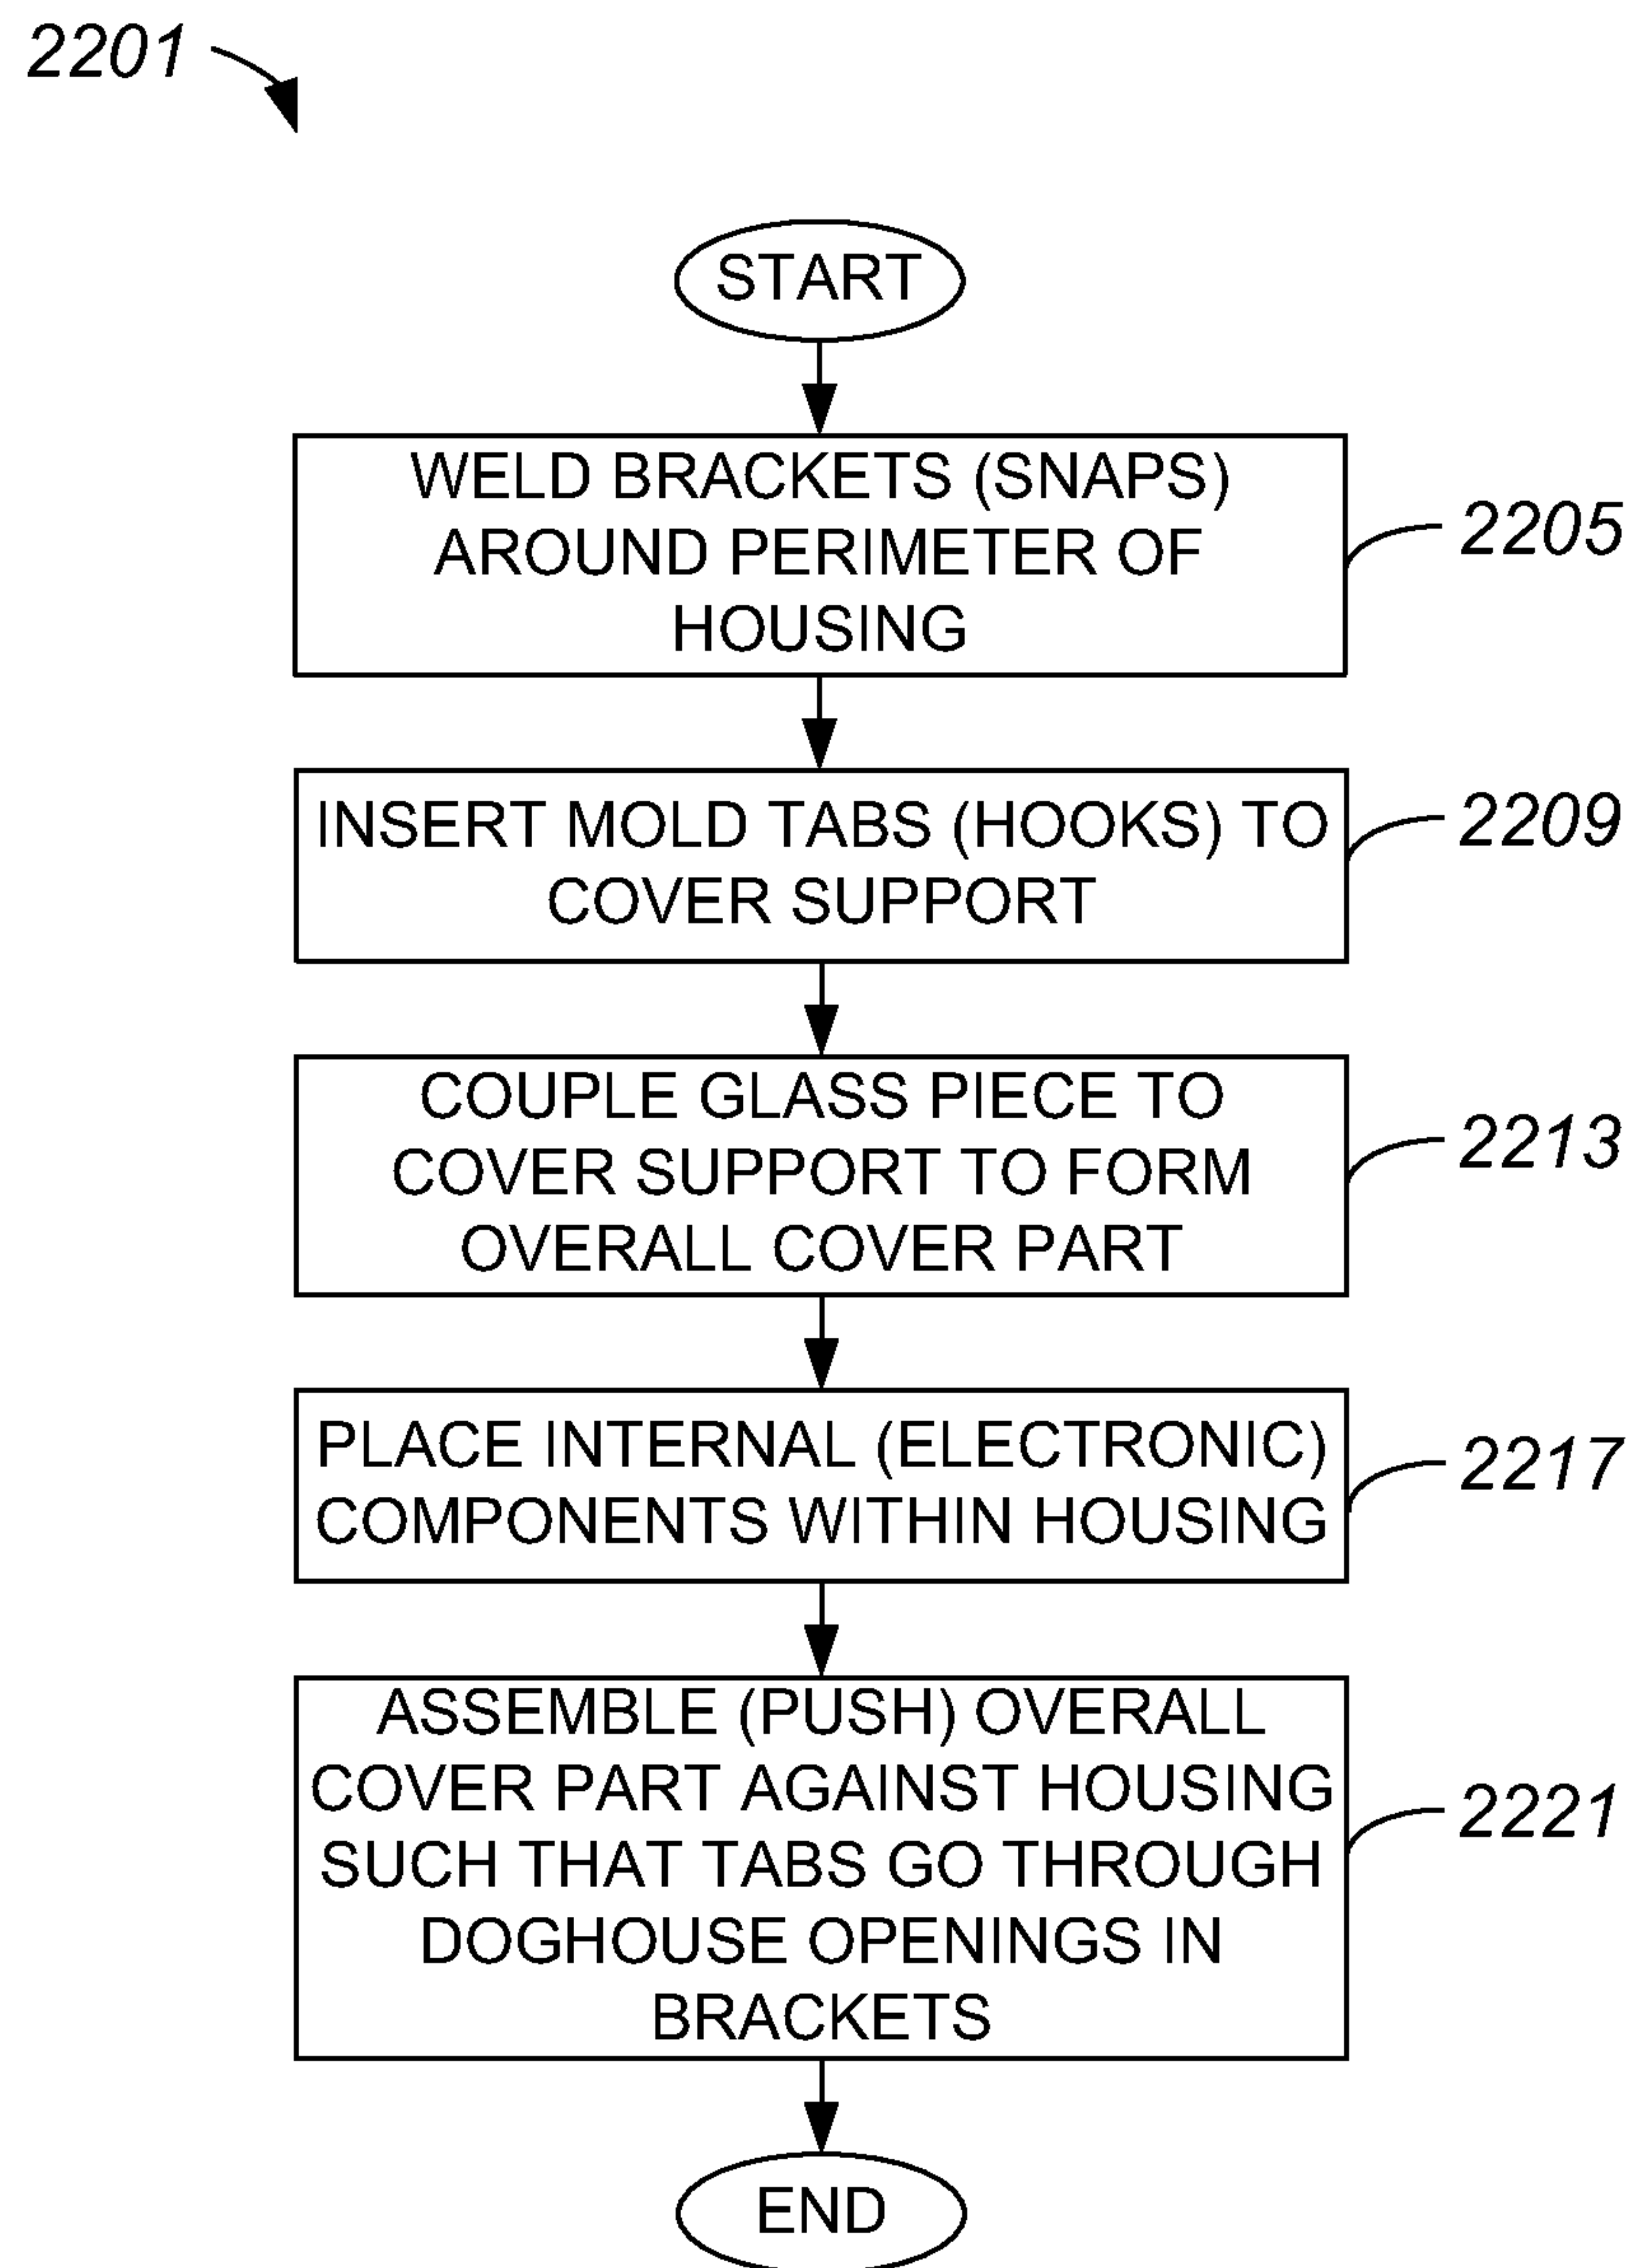 2201
START
WELD BRACKETS (SNAPS)
AROUND PERIMETER OF
HOUSING
2205
INSERT MOLD TABS (HOOKS) TO
COVER SUPPORT
2209
COUPLE GLASS PIECE TO
COVER SUPPORT TO FORM
OVERALL COVER PART
2213
PLACE INTERNAL (ELECTRONIC)
COMPONENTS WITHIN HOUSING
2217
ASSEMBLE (PUSH) OVERALL
COVER PART AGAINST HOUSING
SUCH THAT TABS GO THROUGH
DOGHOUSE OPENINGS IN
BRACKETS
2221
END